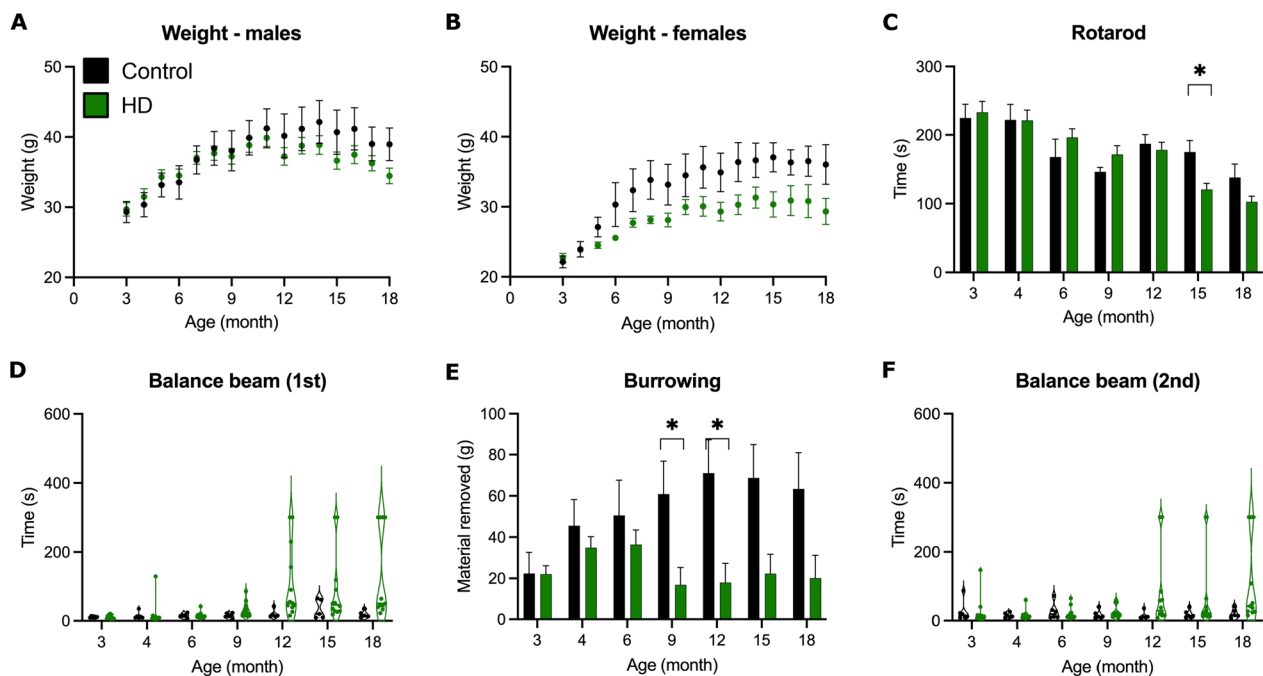 A
Weight - males
Control
HD
Weight (g)
50
40
30
20
0 3 6 9 12 15 18
Age (month)
B
Weight - females
Weight (g)
50
40
30
20
0 3 6 9 12 15 18
Age (month)
C
Rotarod
Time (s)
300
200
100
0
*
3 4 6 9 12 15 18
Age (month)
D
Balance beam (1st)
Time (s)
600
400
200
0
3 4 6 9 12 15 18
Age (month)
E
Burrowing
Material removed (g)
100
80
60
40
20
0
* *
3 4 6 9 12 15 18
Age (month)
F
Balance beam (2nd)
Time (s)
600
400
200
0
3 4 6 9 12 15 18
Age (month)